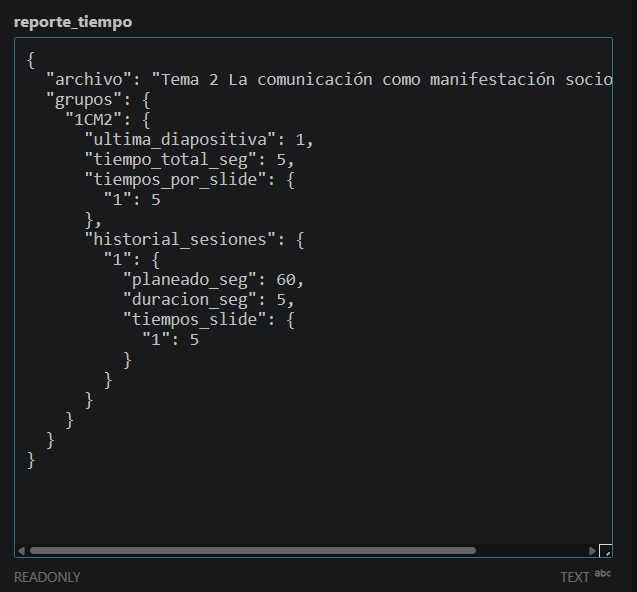 reporte_tiempo
{
  "archivo": "Tema 2 La comunicación como manifestación socio
  "grupos": {
    "1CM2": {
      "ultima_diapositiva": 1,
      "tiempo_total_seg": 5,
      "tiempos_por_slide": {
        "1": 5
      },
      "historial_sesiones": {
        "1": {
          "planeado_seg": 60,
          "duracion_seg": 5,
          "tiempos_slide": {
            "1": 5
          }
        }
      }
    }
  }
}
READONLY
TEXT abc